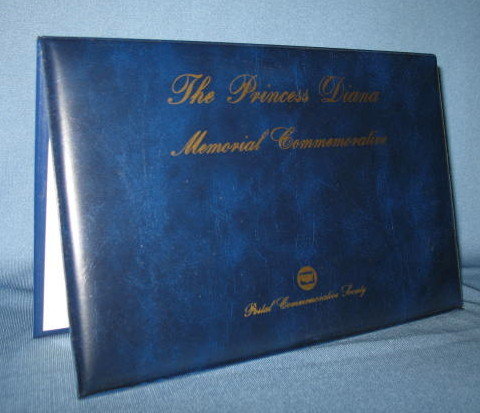 The Princess Diana
Memorial Commemorative
Postal Commemorative Society